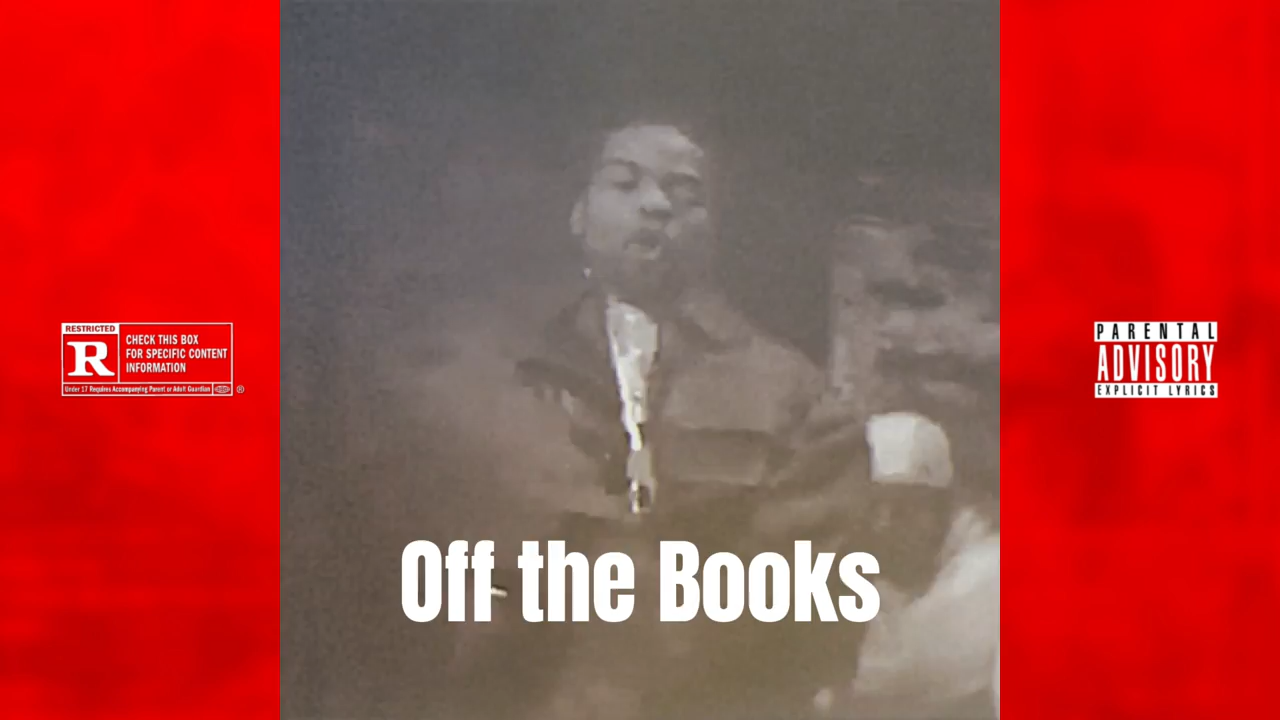 RESTRICTED
R
CHECK THIS BOX
FOR SPECIFIC CONTENT
INFORMATION
Under 17 Requires Accompanying Parent or Adult Guardian
®
Off the Books
PARENTAL
ADVISORY
EXPLICIT LYRICS